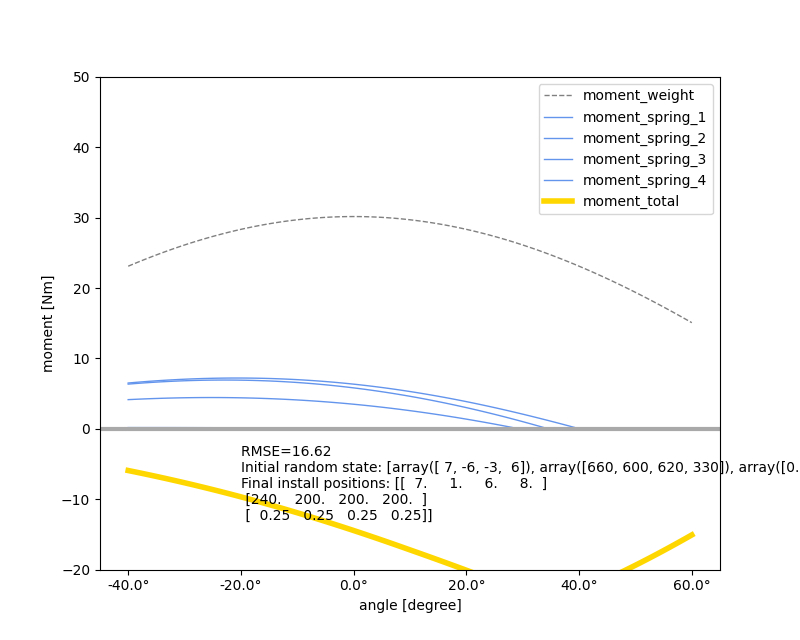 50
40
30
20
10
0
−10
−20
moment [Nm]
moment_weight
moment_spring_1
moment_spring_2
moment_spring_3
moment_spring_4
moment_total
RMSE=16.62
Initial random state: [array([ 7, -6, -3,  6]), array([660, 600, 620, 330]), array([0.
Final install positions: [[  7.     1.     6.     8.  ]
[240.   200.   200.   200.  ]
[  0.25   0.25   0.25   0.25]]
-40.0° -20.0° 0.0° 20.0° 40.0° 60.0°
angle [degree]